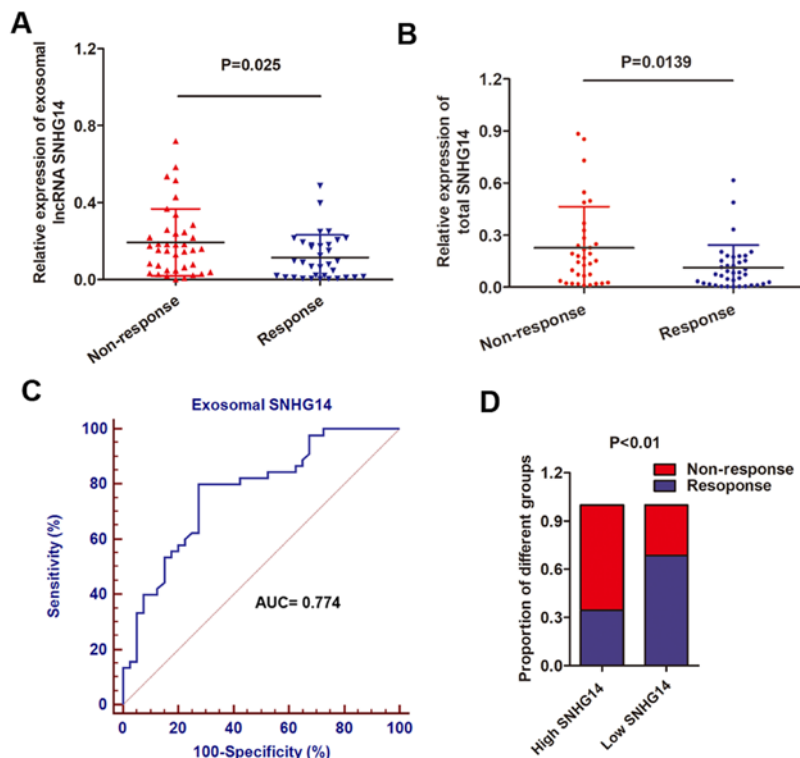 A
Relative expression of exosomal
lncRNA SNHG14
1.2
0.8
0.4
0.0
P=0.025
Non-response
Response
B
Relative expression of
total SNHG14
1.2
0.9
0.6
0.3
0.0
P=0.0139
Non-response
Response
C
Exosomal SNHG14
Sensitivity (%)
100
80
60
40
20
0
AUC= 0.774
0
20
40
60
80
100
100-Specificity (%)
D
P<0.01
Non-response
Resoponse
Proportion of different groups
1.2
0.9
0.6
0.3
0.0
High SNHG14
Low SNHG14